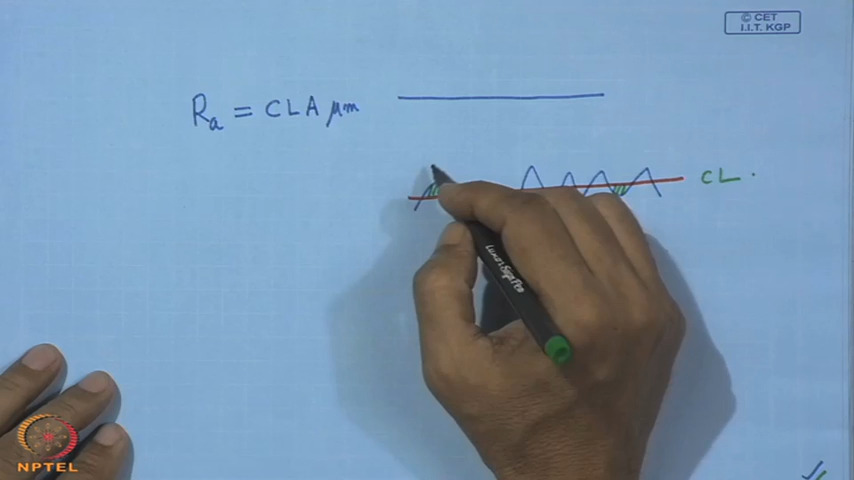 © CET
I.I.T. KGP
Ra = CLA μm
CL.
NPTEL